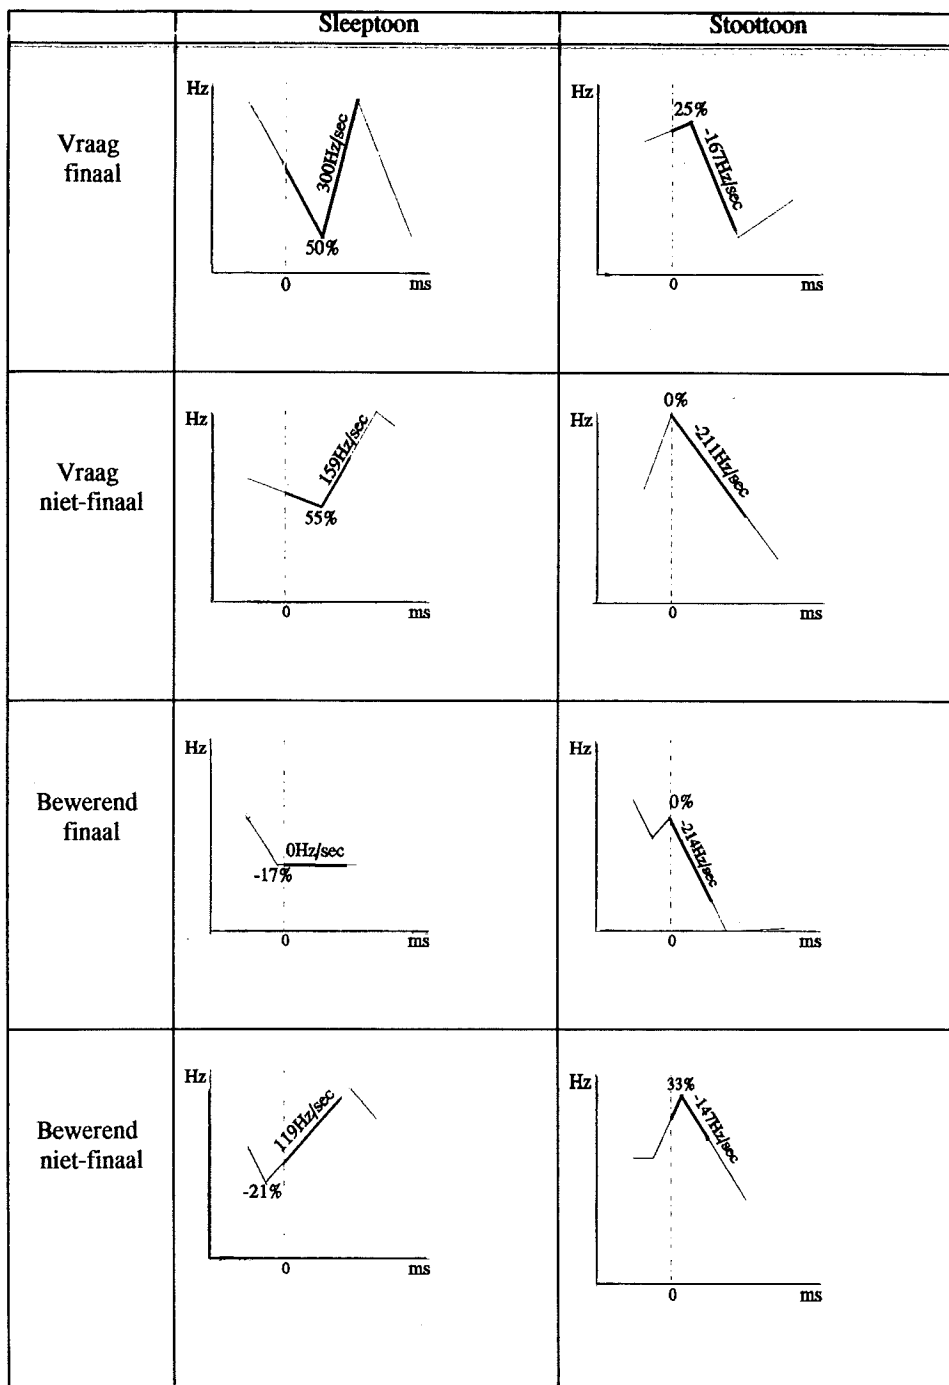 Sleeptoon Stoottoon
Vraag
finaal
Hz
300Hz/sec
50%
0 ms
Hz
25%
-167Hz/sec
0 ms
Vraag
niet-finaal
Hz
159Hz/sec
55%
0 ms
Hz
0%
-211Hz/sec
0 ms
Bewerend
finaal
Hz
0Hz/sec
-17%
0 ms
Hz
0%
-214Hz/sec
0 ms
Bewerend
niet-finaal
Hz
119Hz/sec
-21%
0 ms
Hz
33%
-147Hz/sec
0 ms